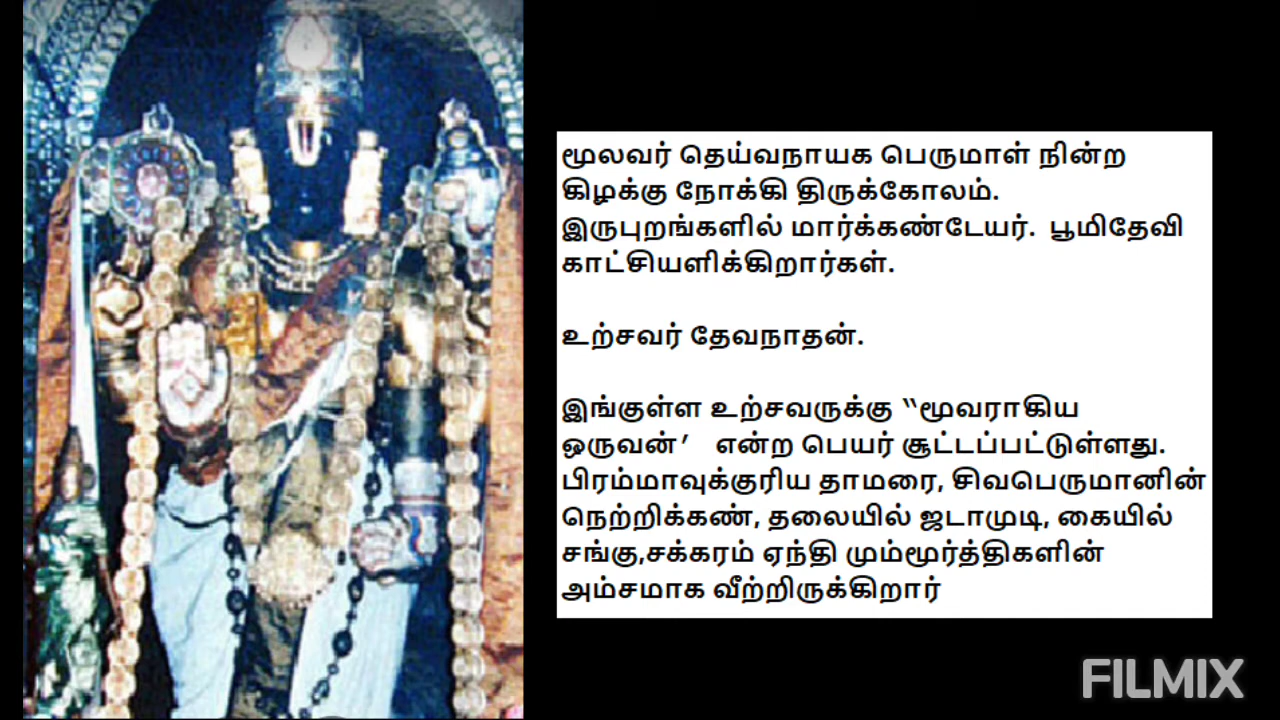 மூலவர் தெய்வநாயக பெருமாள் நின்ற
கிழக்கு நோக்கி திருக்கோலம்.
இருபுறங்களில் மார்க்கண்டேயர். பூமிதேவி
காட்சியளிக்கிறார்கள்.
உற்சவர் தேவநாதன்.
இங்குள்ள உற்சவருக்கு “மூவராகிய
ஒருவன்’ என்ற பெயர் சூட்டப்பட்டுள்ளது.
பிரம்மாவுக்குரிய தாமரை, சிவபெருமானின்
நெற்றிக்கண், தலையில் ஜடாமுடி, கையில்
சங்கு,சக்கரம் ஏந்தி மும்மூர்த்திகளின்
அம்சமாக வீற்றிருக்கிறார்
FILMIX